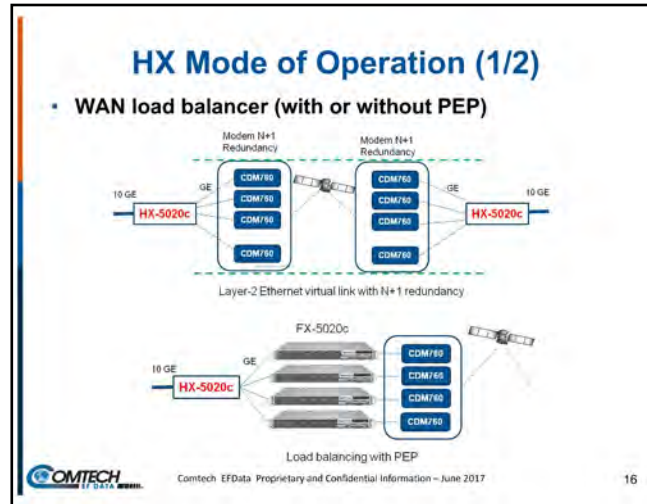 HX Mode of Operation (1/2)
• WAN load balancer (with or without PEP)
Modem N+1
Redundancy
Modem N+1
Redundancy
10 GE
GE
HX-5020c
CDM760
CDM760
CDM760
CDM760
CDM760
CDM760
CDM760
CDM760
GE
10 GE
HX-5020c
Layer-2 Ethernet virtual link with N+1 redundancy
FX-5020c
10 GE
GE
HX-5020c
CDM760
CDM760
CDM760
CDM760
Load balancing with PEP
COMTECH
EF DATA
Comtech EFData Proprietary and Confidential Information – June 2017
16